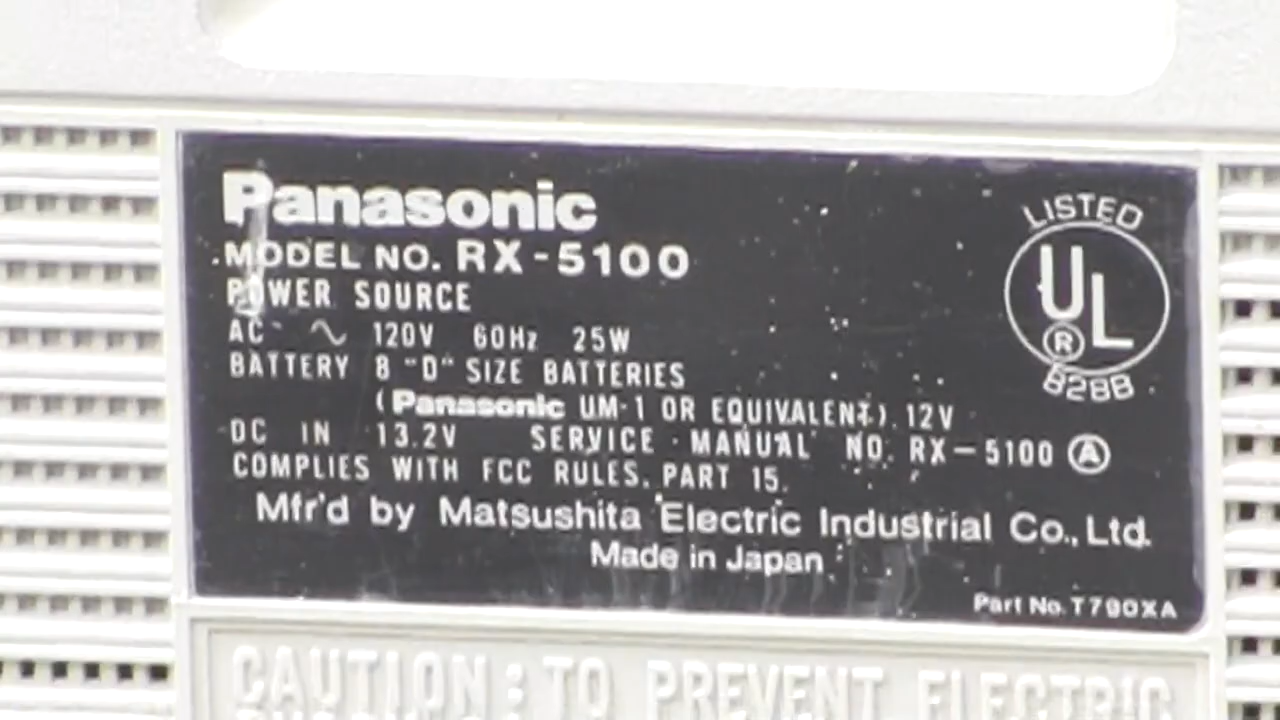 Panasonic
MODEL NO. RX-5100
POWER SOURCE
AC ~ 120V 60Hz 25W
BATTERY 8 "D" SIZE BATTERIES
(Panasonic UM-1 OR EQUIVALENT). 12V
DC IN 13.2V SERVICE MANUAL NO. RX-5100 Ⓐ
COMPLIES WITH FCC RULES. PART 15.
Mfr'd by Matsushita Electric Industrial Co., Ltd.
Made in Japan
LISTED
UL
®
828B
Part No. T790XA
CAUTION: TO PREVENT ELECTRIC